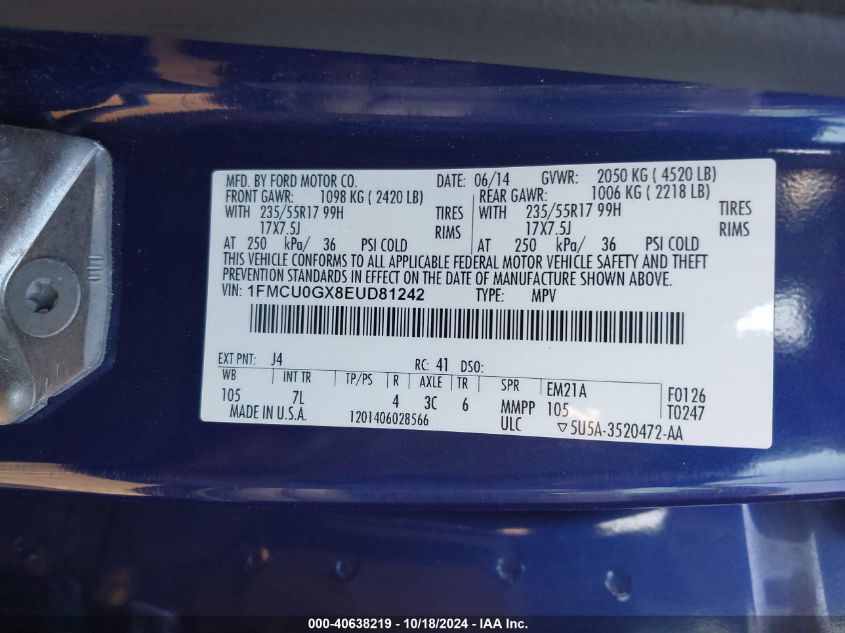 MFD. BY FORD MOTOR CO. DATE: 06/14 GVWR: 2050 KG ( 4520 LB)
FRONT GAWR: 1098 KG ( 2420 LB) REAR GAWR: 1006 KG ( 2218 LB)
WITH 235/55R17 99H TIRES WITH 235/55R17 99H TIRES
17X7.5J RIMS 17X7.5J RIMS
AT 250 kPa/ 36 PSI COLD AT 250 kPa/ 36 PSI COLD
THIS VEHICLE CONFORMS TO ALL APPLICABLE FEDERAL MOTOR VEHICLE SAFETY AND THEFT
PREVENTION STANDARDS IN EFFECT ON THE DATE OF MANUFACTURE SHOWN ABOVE.
VIN: 1FMCU0GX8EUD81242 TYPE: MPV
EXT PNT: J4 RC: 41 DSO:
WB INT TR TP/PS R AXLE TR SPR EM21A F0126
105 7L 4 3C 6 MMPP 105 T0247
MADE IN U.S.A. 1201406028566 ULC ▽5U5A-3520472-AA
000-40638219 - 10/18/2024 - IAA Inc.